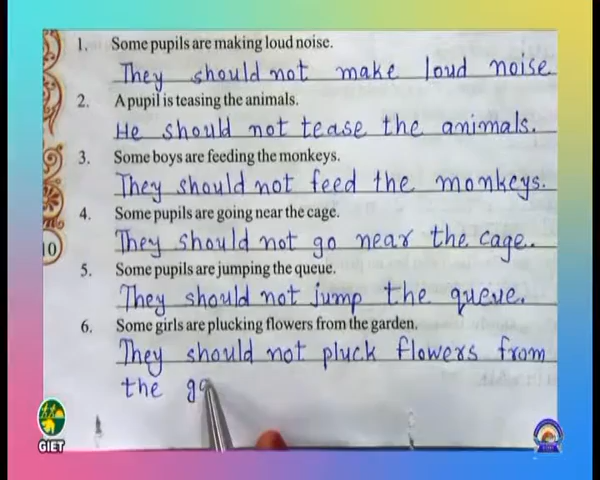 1. Some pupils are making loud noise.
They should not make loud noise
2. A pupil is teasing the animals.
He should not tease the animals.
3. Some boys are feeding the monkeys.
They should not feed the monkeys.
4. Some pupils are going near the cage.
They should not go near the cage..
10
5. Some pupils are jumping the queue.
They should not jump the queue.
6. Some girls are plucking flowers from the garden.
They should not pluck flowers from
the ga
GIET